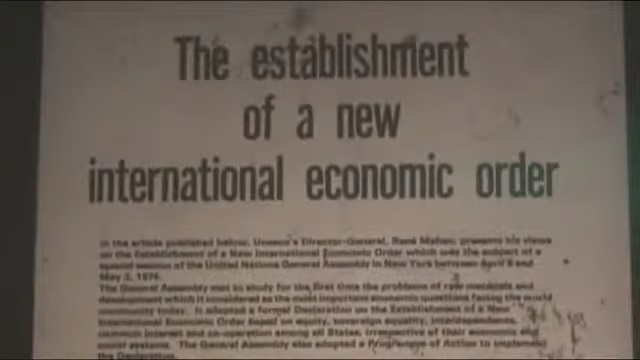 The establishment
of a new
international economic order
In the article published below, Unesco's Director-General, René Maheu, presents his views
on the Establishment of a New International Economic Order which was the subject of a
special session of the United Nations General Assembly in New York between April 9 and
May 2, 1974.
The General Assembly met to study for the first time the problems of raw materials and
development which it considered as the most important economic questions facing the world
community today. It adopted a formal Declaration on the Establishment of a New
International Economic Order based on equity, sovereign equality, interdependence,
common interest and co-operation among all States, irrespective of their economic and
social systems. The General Assembly also adopted a Programme of Action to implement
the Declaration.